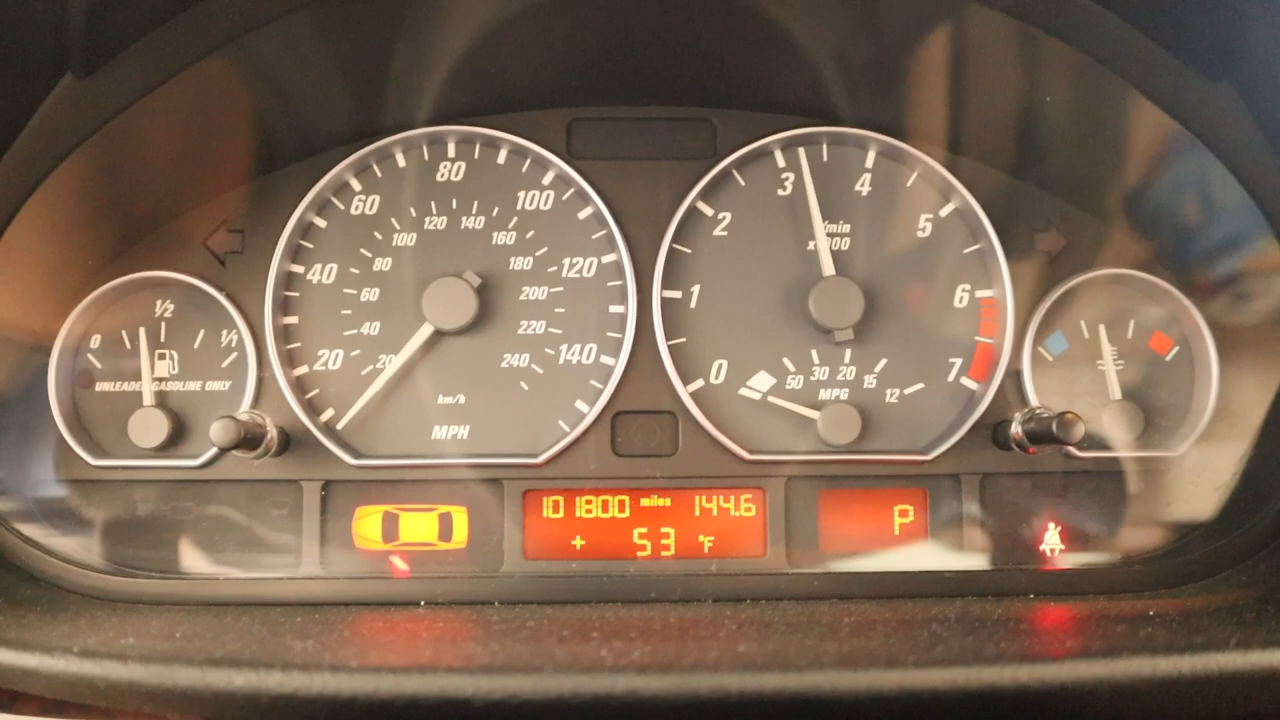 0 1/2 1/1
UNLEADED GASOLINE ONLY
20 40 60 80 100 120 140
20 40 60 80 100 120 140 160 180 200 220 240
km/h
MPH
0 1 2 3 4 5 6 7
1/min
x1000
50 30 20 15 12
MPG
101800 miles 144.6
+ 53 °F
P